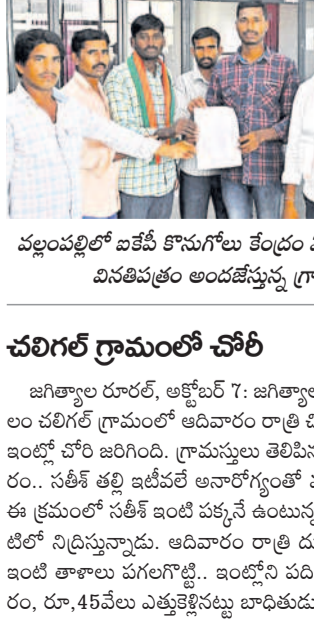 వల్లంపల్లిలో ఐకేపీ కొనుగోలు కేంద్రం
వినతిపత్రం అందజేస్తున్న
చలిగల్ గ్రామంలో చోరీ
జగిత్యాల రూరల్, అక్టోబర్ 7: జగిత్యాల
లం చలిగల్ గ్రామంలో ఆదివారం రాత్రి
ఇంట్లో చోరి జరిగింది. గ్రామస్తులు
రం.. సతీశ్ తల్లి ఇటీవలే అనారోగ్యంతో
ఈ క్రమంలో సతీశ్ ఇంటి పక్కనే ఉంటున్న
టిలో నిద్రిస్తున్నాడు. ఆదివారం రాత్రి
ఇంటి తాళాలు పగలగొట్టి.. ఇంట్లోని పది
రం, రూ,45వేలు ఎత్తుకెళ్లినట్టు బాధితుడు